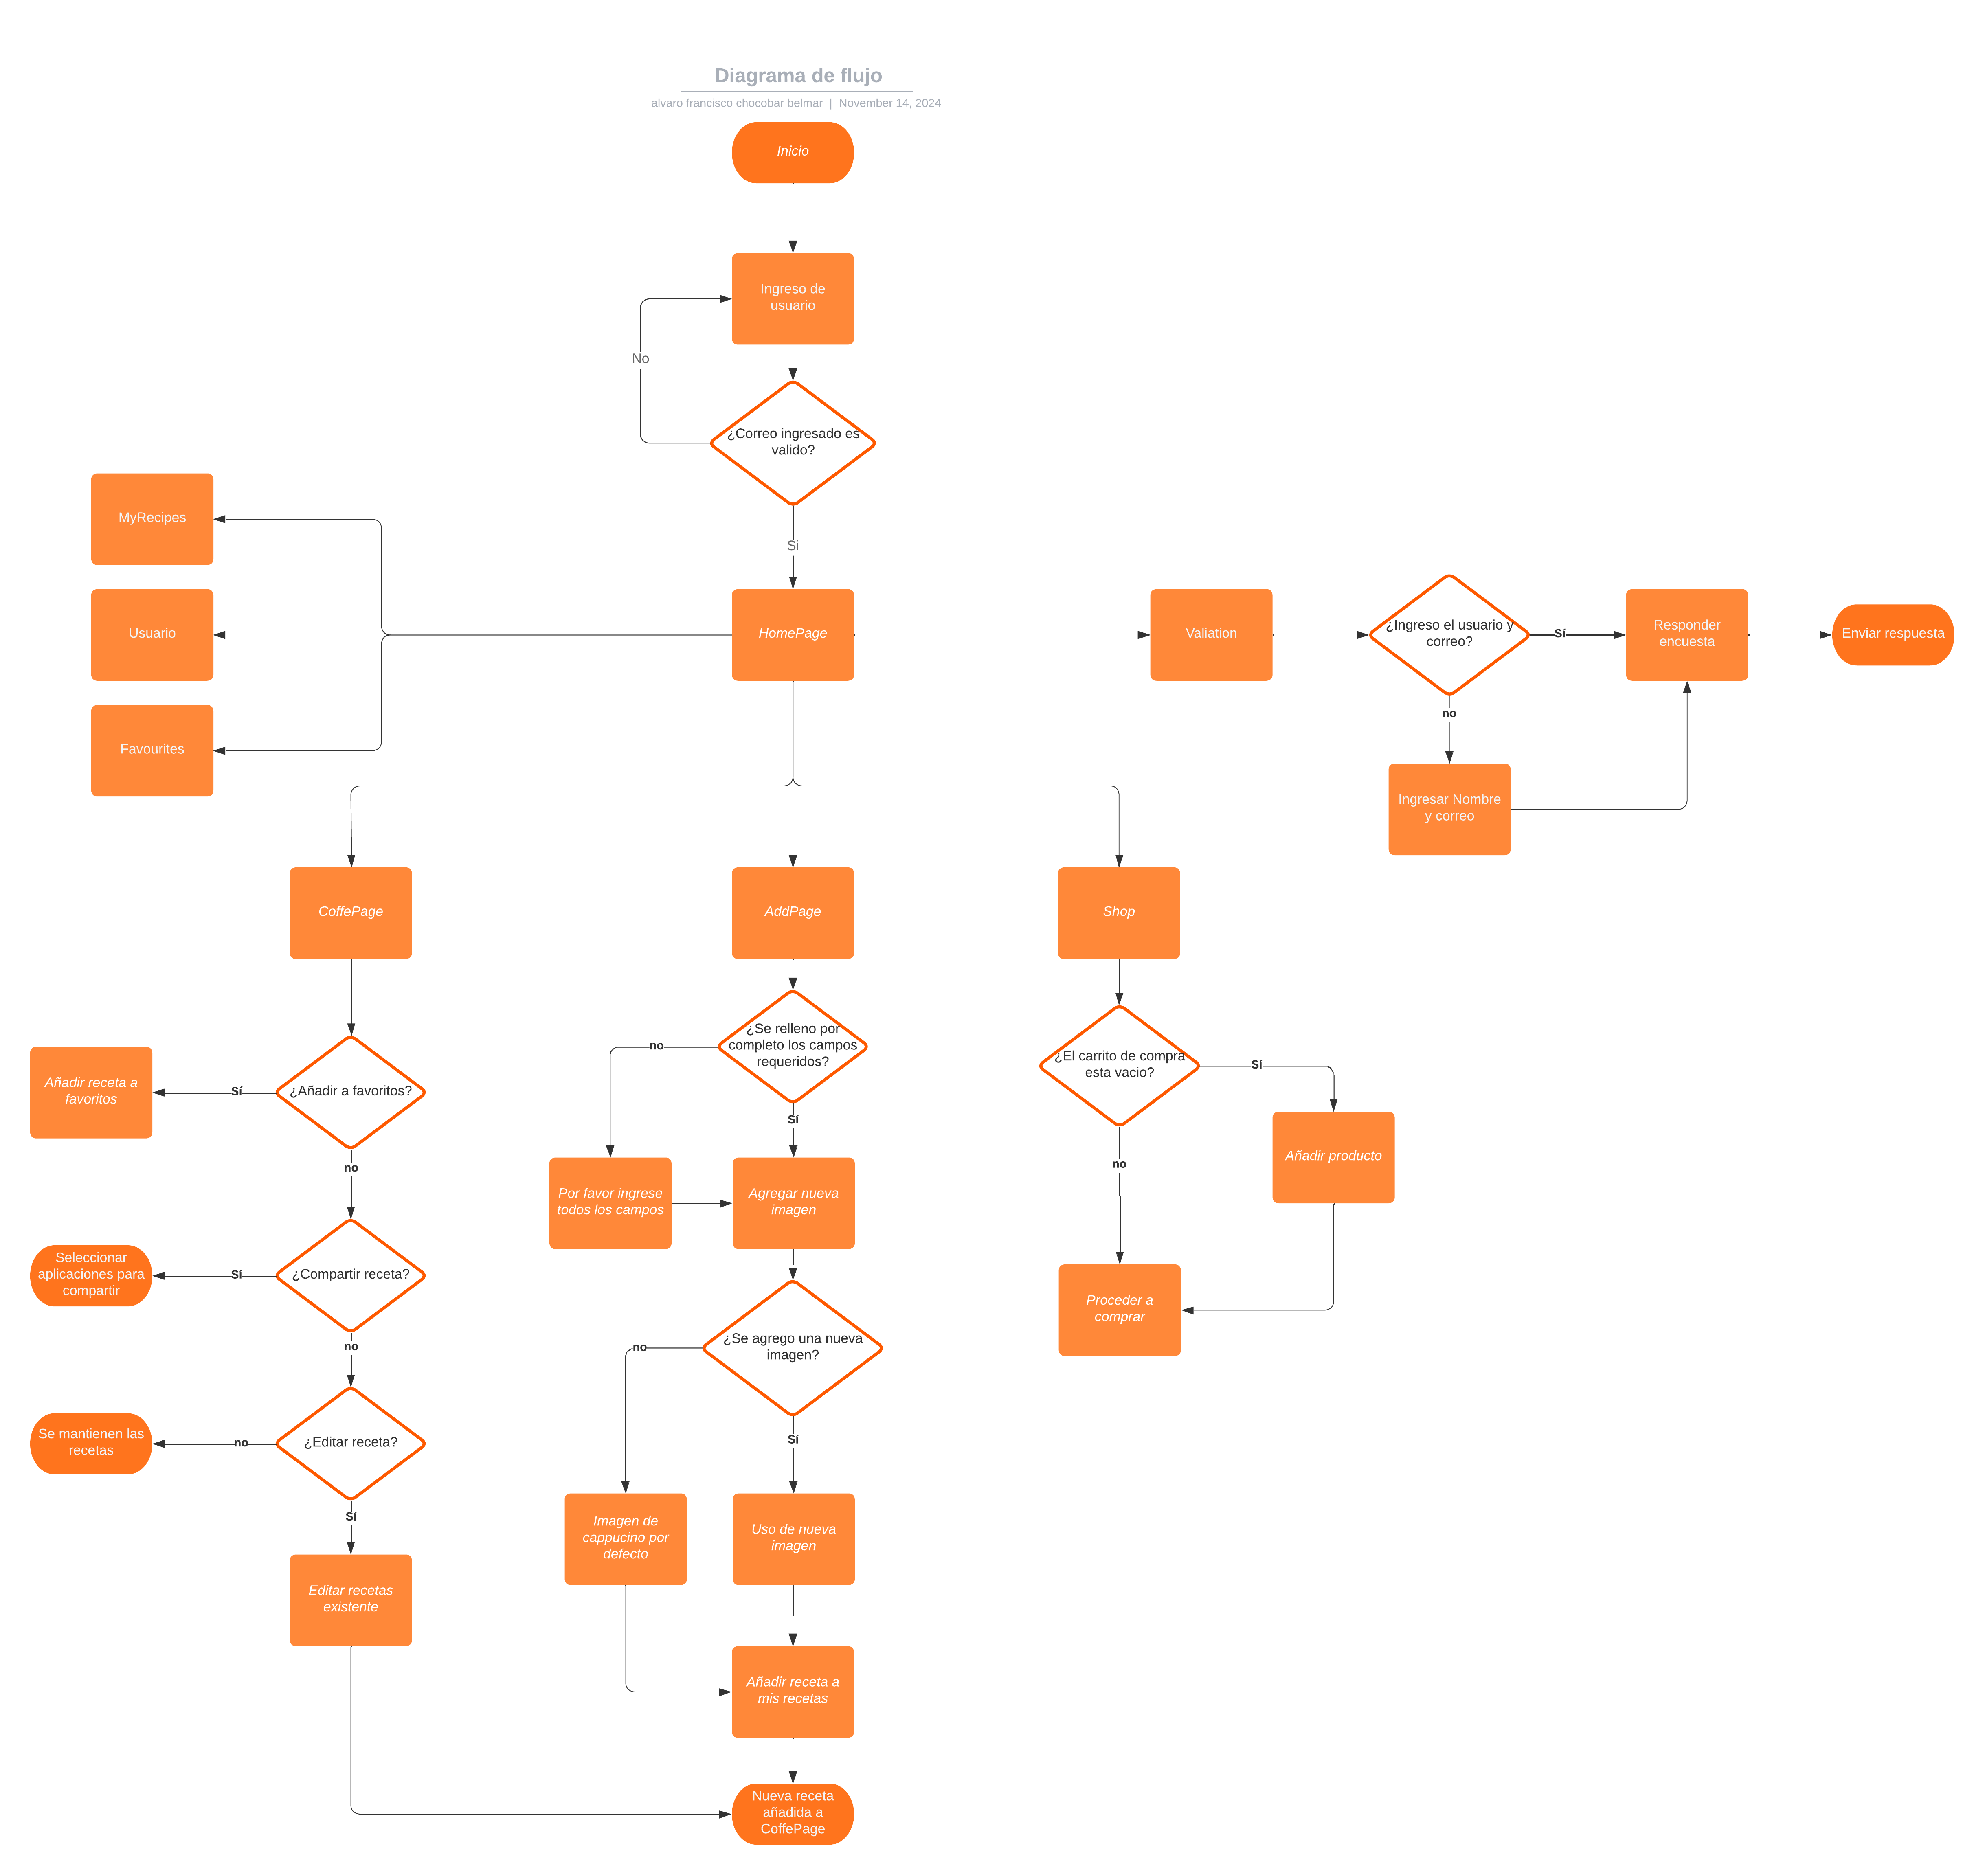 Diagrama de flujo
alvaro francisco chocobar belmar | November 14, 2024
Inicio
Ingreso de
usuario
No
¿Correo ingresado es
valido?
Si
MyRecipes
Usuario
Favourites
HomePage
Valiation
¿Ingreso el usuario y
correo?
Sí
Responder
encuesta
Enviar respuesta
no
Ingresar Nombre
y correo
CoffePage
AddPage
Shop
¿Añadir a favoritos?
Sí
Añadir receta a
favoritos
no
¿Compartir receta?
Sí
Seleccionar
aplicaciones para
compartir
no
¿Editar receta?
no
Se mantienen las
recetas
Sí
Editar recetas
existente
¿Se relleno por
completo los campos
requeridos?
no
Por favor ingrese
todos los campos
Sí
Agregar nueva
imagen
¿Se agrego una nueva
imagen?
no
Imagen de
cappucino por
defecto
Sí
Uso de nueva
imagen
Añadir receta a
mis recetas
Nueva receta
añadida a
CoffePage
¿El carrito de compra
esta vacio?
Sí
Añadir producto
no
Proceder a
comprar